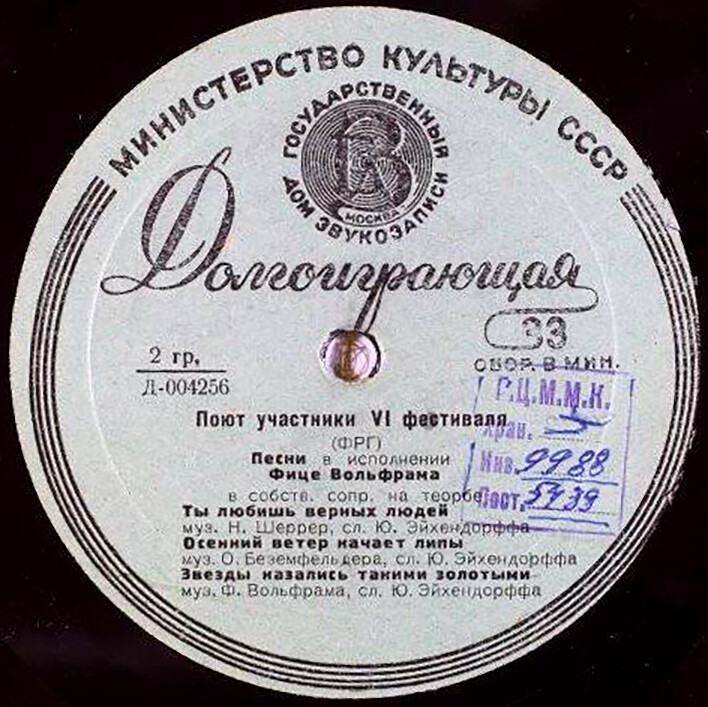 МИНИСТЕРСТВО КУЛЬТУРЫ СССР
ГОСУДАРСТВЕННЫЙ
ДОМ ЗВУКОЗАПИСИ
МОСКВА
Долгоиграющая
33
ОБОР. В МИН.
2 гр,
Д-004256
Р.Ц.М.М.К.
Хран. 5
Инв. 9988
Пост. 5439
Поют участники VI фестиваля
(ФРГ)
Песни в исполнении
Фице Вольфрама
в собств. сопр. на теорбе
Ты любишь верных людей
муз. Н. Шеррер, сл. Ю. Эйхендорффа
Осенний ветер качает липы
муз. О. Беземфельдера, сл. Ю. Эйхендорффа
Звезды назались такими золотыми
муз. Ф. Вольфрама, сл. Ю. Эйхендорффа